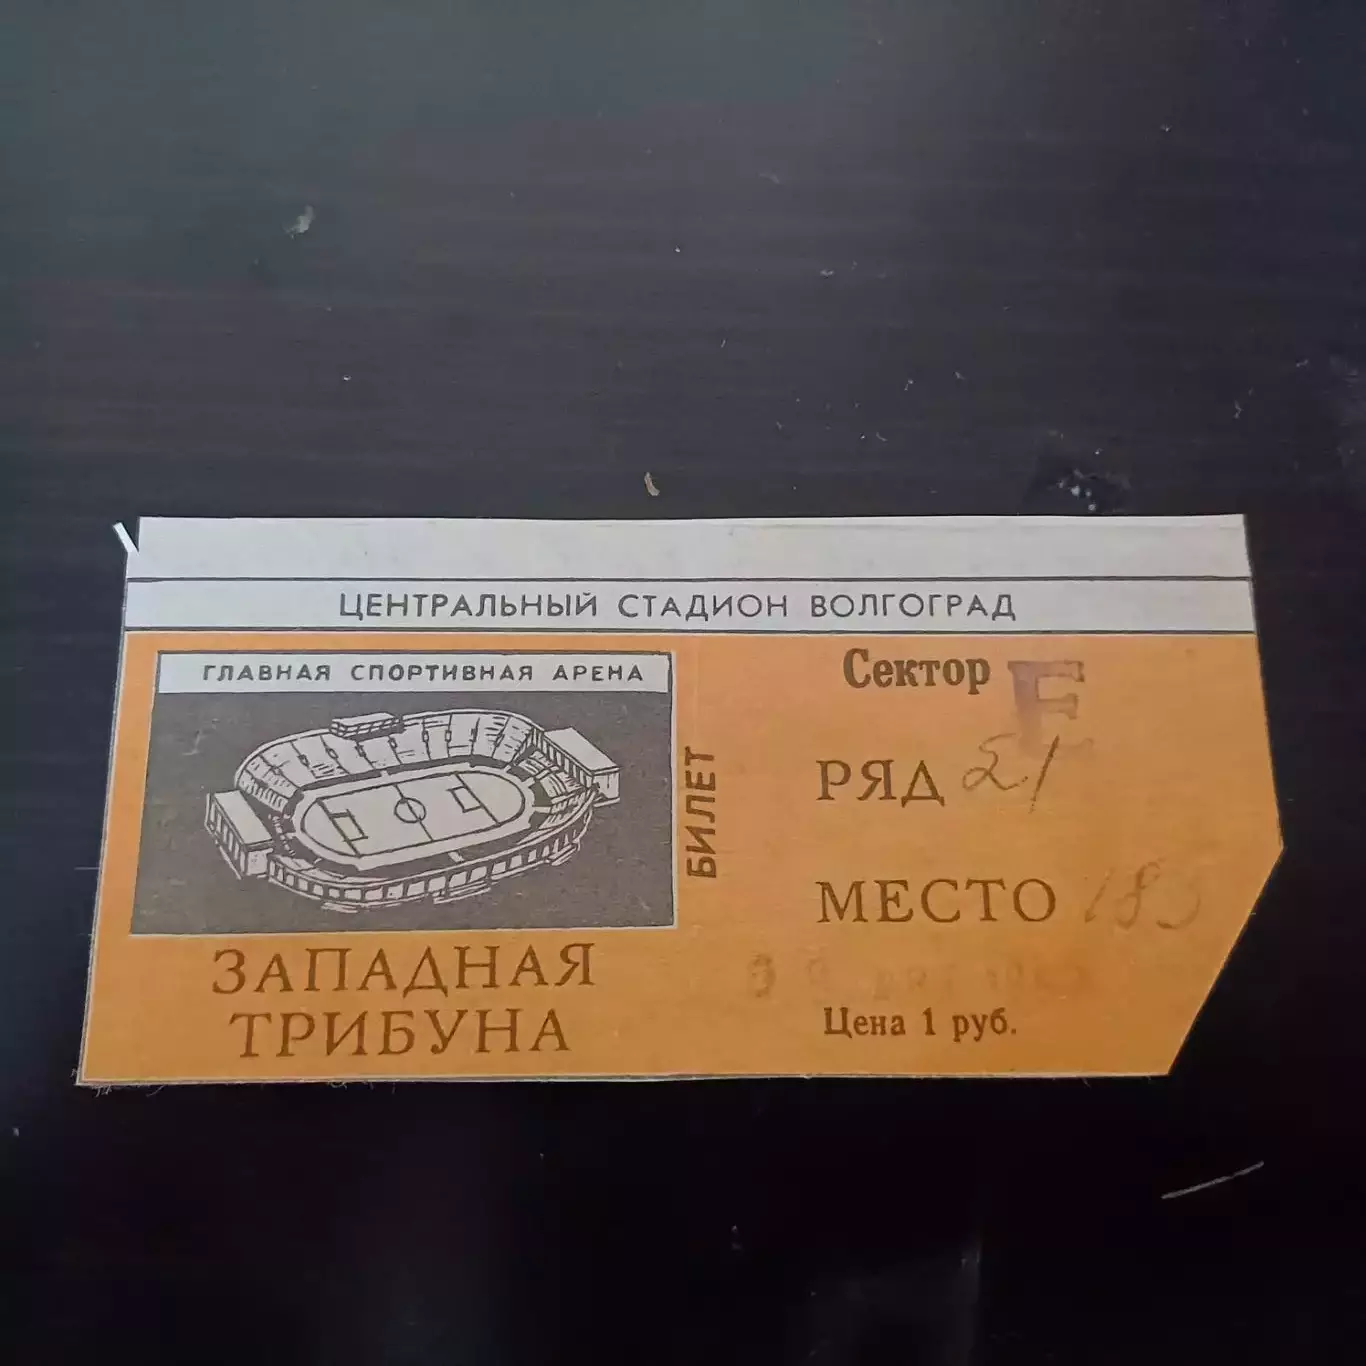 ЦЕНТРАЛЬНЫЙ СТАДИОН ВОЛГОГРАД
ГЛАВНАЯ СПОРТИВНАЯ АРЕНА
ЗАПАДНАЯ
ТРИБУНА
БИЛЕТ
Сектор Е
РЯД 21
МЕСТО
Цена 1 руб.